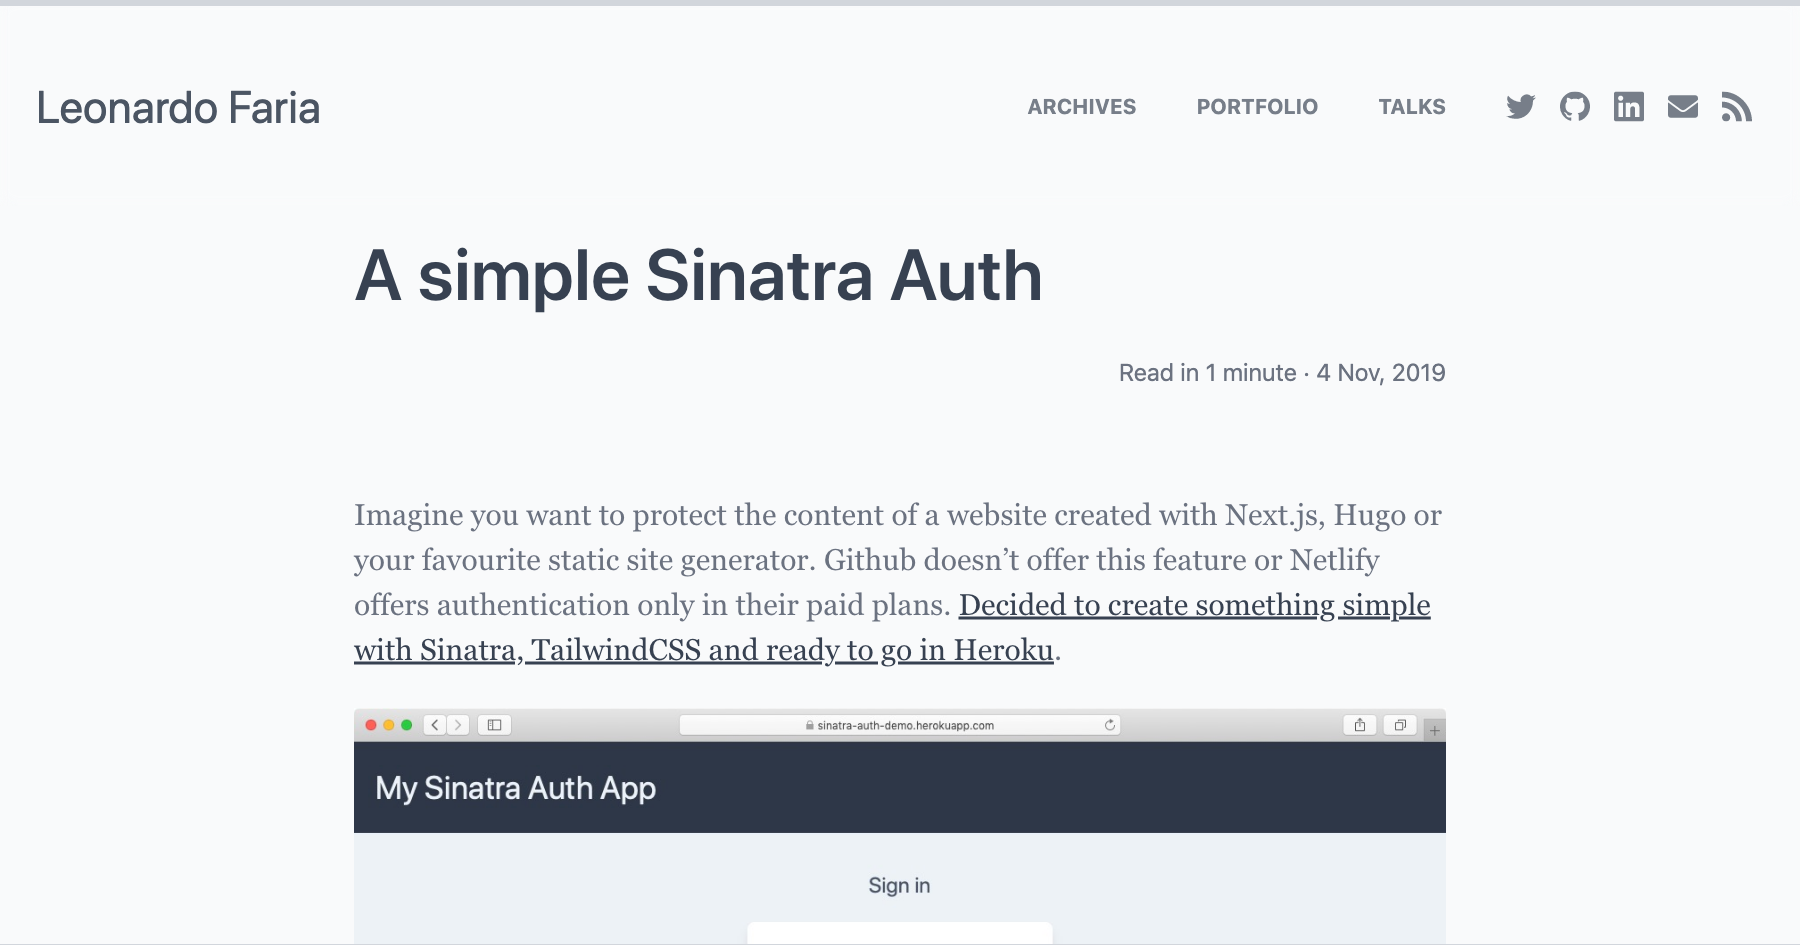 Leonardo Faria
ARCHIVES PORTFOLIO TALKS
A simple Sinatra Auth
Read in 1 minute · 4 Nov, 2019
Imagine you want to protect the content of a website created with Next.js, Hugo or
your favourite static site generator. Github doesn’t offer this feature or Netlify
offers authentication only in their paid plans. Decided to create something simple
with Sinatra, TailwindCSS and ready to go in Heroku.
sinatra-auth-demo.herokuapp.com
My Sinatra Auth App
Sign in